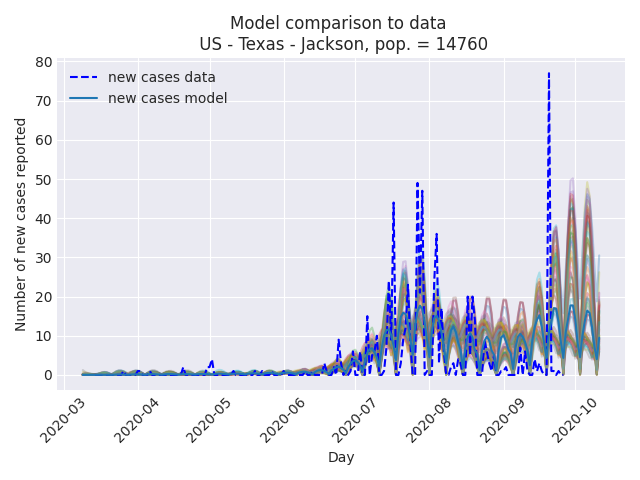 Model comparison to data
US - Texas - Jackson, pop. = 14760
new cases data
new cases model
Number of new cases reported
80
70
60
50
40
30
20
10
0
2020-03
2020-04
2020-05
2020-06
2020-07
2020-08
2020-09
2020-10
Day